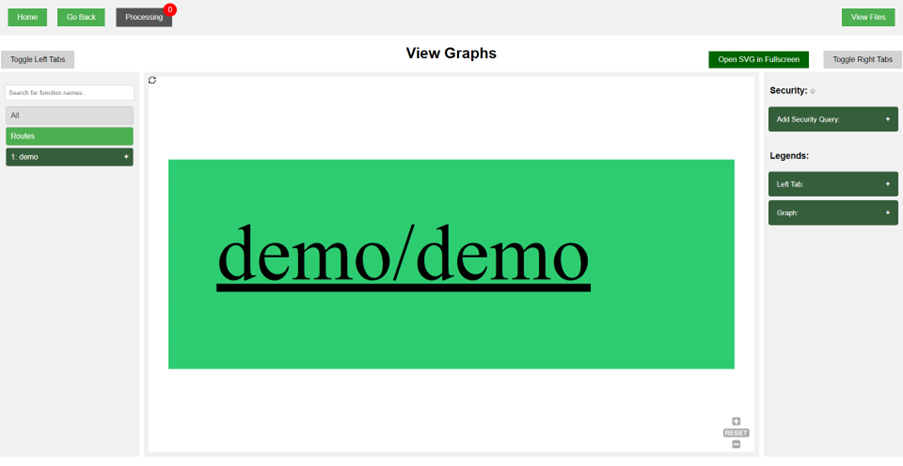 Home
Go Back
Processing
0
View Files
Toggle Left Tabs
View Graphs
Open SVG in Fullscreen
Toggle Right Tabs
Search for function names...
All
Routes
1: demo +
demo/demo
+
RESET
−
Security:
Add Security Query: +
Legends:
Left Tab: +
Graph: +